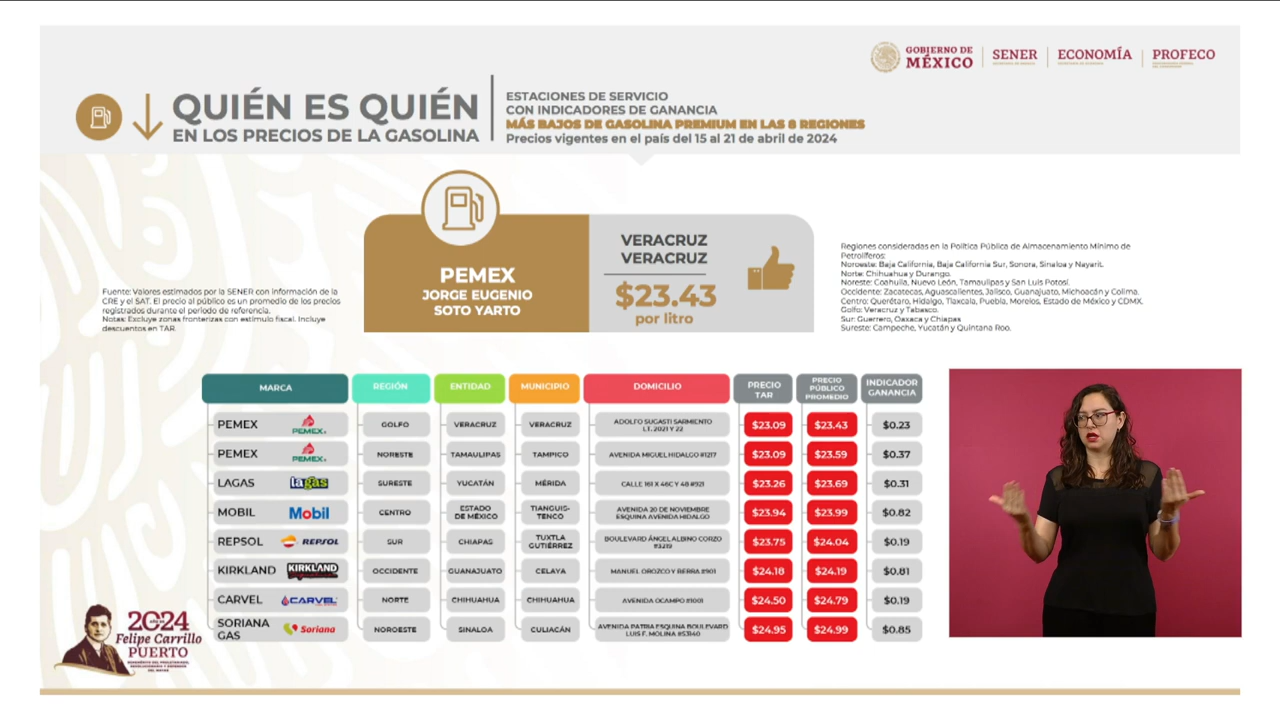 GOBIERNO DE
MÉXICO
SENER
ECONOMÍA
PROFECO
QUIÉN ES QUIÉN
EN LOS PRECIOS DE LA GASOLINA
ESTACIONES DE SERVICIO
CON INDICADORES DE GANANCIA
MÁS BAJOS DE GASOLINA PREMIUM EN LAS 8 REGIONES
Precios vigentes en el país del 15 al 21 de abril de 2024
Fuente: Valores estimados por la SENER con información de la
CRE y el SAT. El precio al público es un promedio de los precios
registrados durante el periodo de referencia.
Notas: Excluye zonas fronterizas con estímulo fiscal. Incluye
descuentos en TAR.
PEMEX
JORGE EUGENIO
SOTO YARTO
VERACRUZ
VERACRUZ
$23.43
por litro
Regiones consideradas en la Política Pública de Almacenamiento Mínimo de
Petrolíferos:
Noroeste: Baja California, Baja California Sur, Sonora, Sinaloa y Nayarit.
Norte: Chihuahua y Durango.
Noreste: Coahuila, Nuevo León, Tamaulipas y San Luis Potosí.
Occidente: Zacatecas, Aguascalientes, Jalisco, Guanajuato, Michoacán y Colima.
Centro: Querétaro, Hidalgo, Tlaxcala, Puebla, Morelos, Estado de México y CDMX.
Golfo: Veracruz y Tabasco.
Sur: Guerrero, Oaxaca y Chiapas
Sureste: Campeche, Yucatán y Quintana Roo.
MARCA REGIÓN ENTIDAD MUNICIPIO DOMICILIO PRECIO TAR PRECIO PÚBLICO PROMEDIO INDICADOR GANANCIA
PEMEX PEMEX GOLFO VERACRUZ VERACRUZ ADOLFO SUCASTI SARMIENTO LT. 2021 Y 22 $23.09 $23.43 $0.23
PEMEX PEMEX NORESTE TAMAULIPAS TAMPICO AVENIDA MIGUEL HIDALGO #1217 $23.09 $23.59 $0.37
LAGAS lagas SURESTE YUCATÁN MÉRIDA CALLE 161 X 46C Y 48 #921 $23.26 $23.69 $0.31
MOBIL Mobil CENTRO ESTADO DE MÉXICO TIANGUIS-TENCO AVENIDA 20 DE NOVIEMBRE ESQUINA AVENIDA HIDALGO $23.94 $23.99 $0.82
REPSOL REPSOL SUR CHIAPAS TUXTLA GUTIÉRREZ BOULEVARD ÁNGEL ALBINO CORZO #3219 $23.75 $24.04 $0.19
KIRKLAND KIRKLAND OCCIDENTE GUANAJUATO CELAYA MANUEL OROZCO Y BERRA #901 $24.18 $24.19 $0.81
CARVEL CARVEL NORTE CHIHUAHUA CHIHUAHUA AVENIDA OCAMPO #1001 $24.50 $24.79 $0.19
SORIANA GAS Soriana NOROESTE SINALOA CULIACÁN AVENIDA PATRIA ESQUINA BOULEVARD LUIS F. MOLINA #53140 $24.95 $24.99 $0.85
2024
Felipe Carrillo
PUERTO